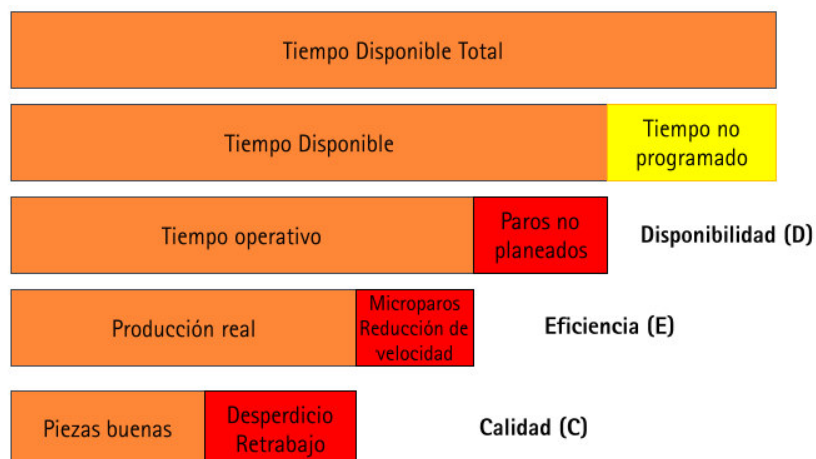 Tiempo Disponible Total
Tiempo Disponible
Tiempo no
programado
Tiempo operativo
Paros no
planeados
Disponibilidad (D)
Producción real
Microparos
Reducción de
velocidad
Eficiencia (E)
Piezas buenas
Desperdicio
Retrabajo
Calidad (C)